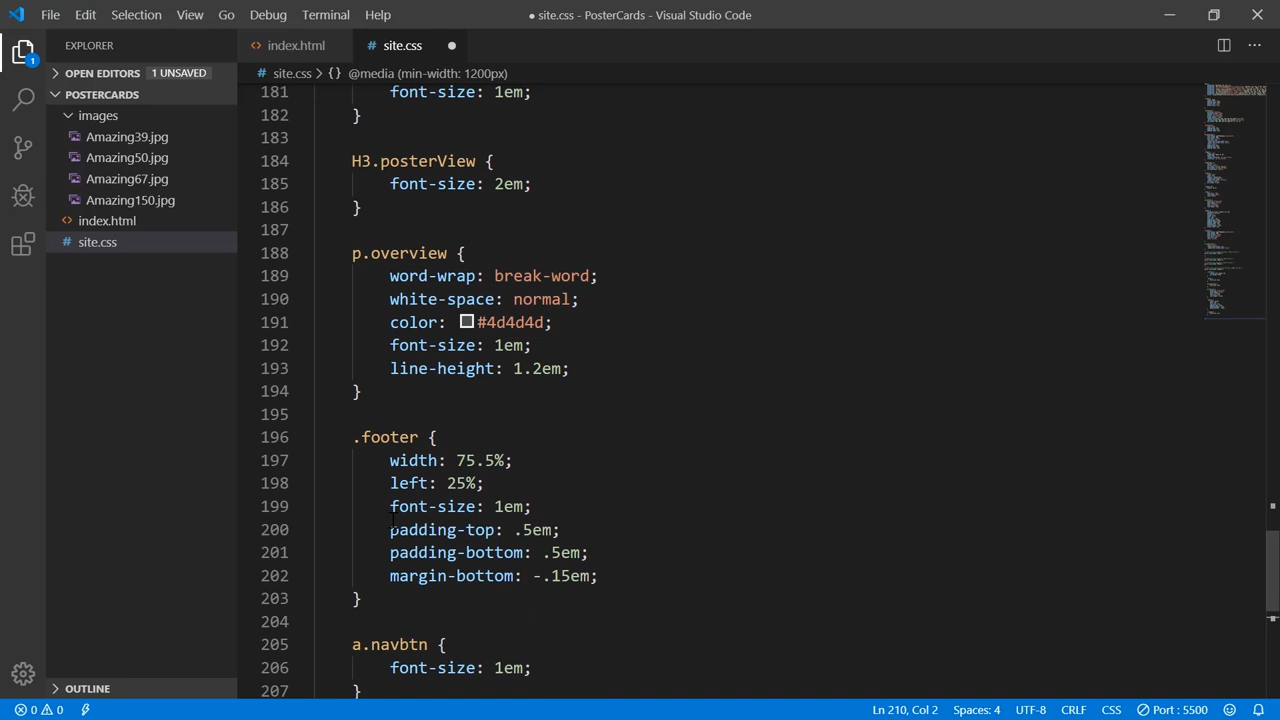 File Edit Selection View Go Debug Terminal Help
● site.css - PosterCards - Visual Studio Code
EXPLORER
index.html
site.css
OPEN EDITORS 1 UNSAVED
site.css > {} @media (min-width: 1200px)
POSTERCARDS
images
Amazing39.jpg
Amazing50.jpg
Amazing67.jpg
Amazing150.jpg
index.html
site.css
1
181 font-size: 1em;
182 }
183
184 H3.posterView {
185 font-size: 2em;
186 }
187
188 p.overview {
189 word-wrap: break-word;
190 white-space: normal;
191 color: #4d4d4d;
192 font-size: 1em;
193 line-height: 1.2em;
194 }
195
196 .footer {
197 width: 75.5%;
198 left: 25%;
199 font-size: 1em;
200 padding-top: .5em;
201 padding-bottom: .5em;
202 margin-bottom: -.15em;
203 }
204
205 a.navbtn {
206 font-size: 1em;
207 }
OUTLINE
0 0
Ln 210, Col 2 Spaces: 4 UTF-8 CRLF CSS Port : 5500